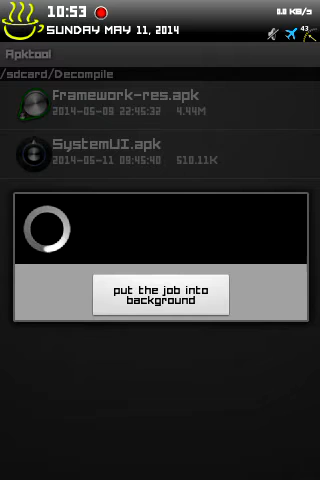 10:53 0.0 KB/s
SUNDAY MAY 11, 2014 43
Apktool
/sdcard/Decompile
Framework-res.apk
2014-05-09 22:45:32 4.44M
SystemUI.apk
2014-05-11 09:45:40 510.11K
put the job into
background